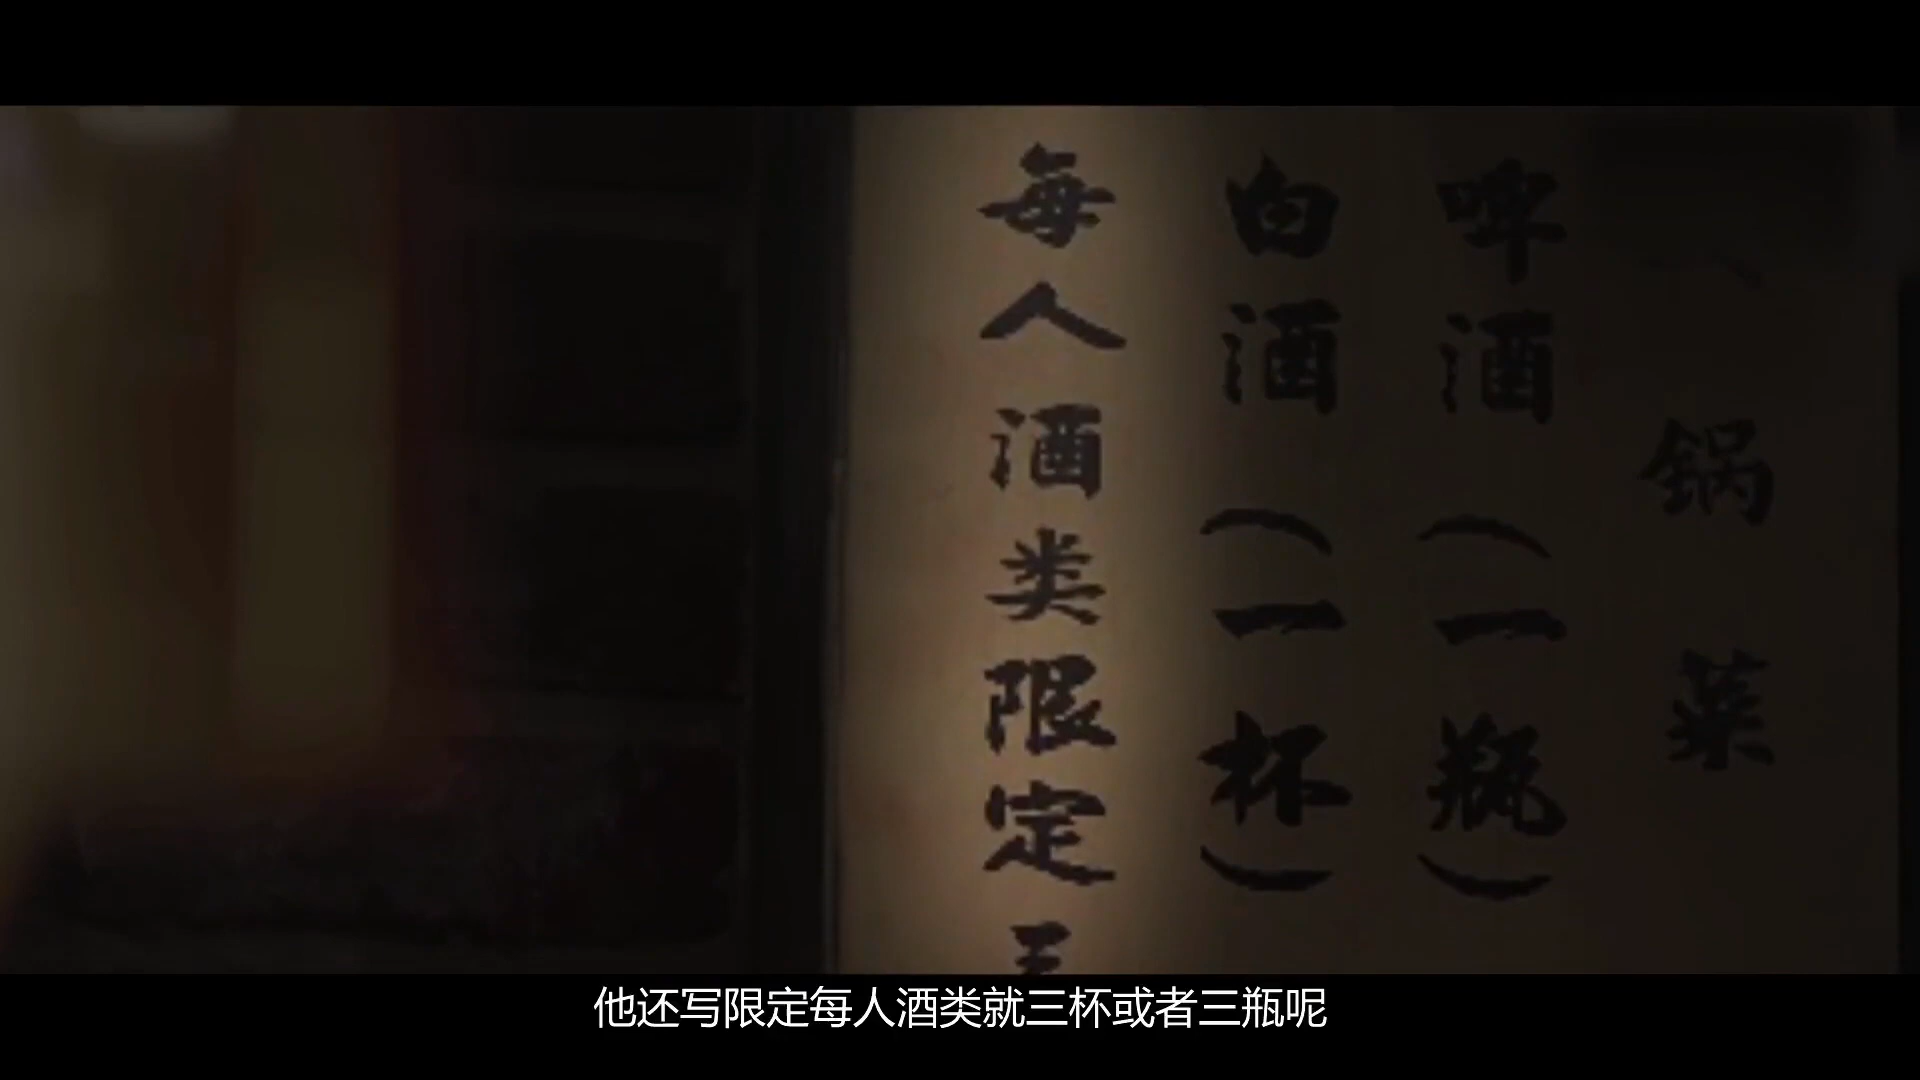 锅菜
啤酒（一瓶）
白酒（一杯）
每人酒类限定三
他还写限定每人酒类就三杯或者三瓶呢